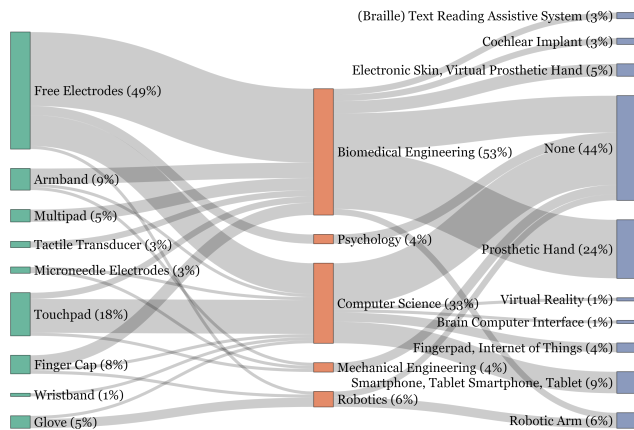 (Braille) Text Reading Assistive System (3%)
Cochlear Implant (3%)
Electronic Skin, Virtual Prosthetic Hand (5%)
Free Electrodes (49%)
None (44%)
Biomedical Engineering (53%)
Armband (9%)
Multipad (5%)
Psychology (4%)
Tactile Transducer (3%)
Prosthetic Hand (24%)
Microneedle Electrodes (3%)
Computer Science (33%)
Virtual Reality (1%)
Touchpad (18%)
Brain Computer Interface (1%)
Fingerpad, Internet of Things (4%)
Finger Cap (8%)
Mechanical Engineering (4%)
Smartphone, Tablet Smartphone, Tablet (9%)
Wristband (1%)
Robotics (6%)
Glove (5%)
Robotic Arm (6%)